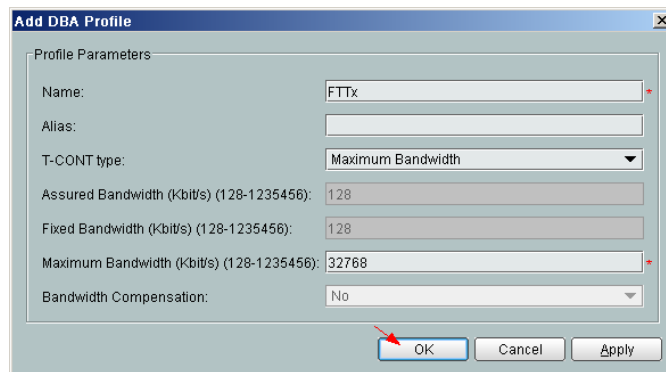 Add DBA Profile
Profile Parameters
Name: FTTx *
Alias:
T-CONT type: Maximum Bandwidth
Assured Bandwidth (Kbit/s) (128-1235456): 128
Fixed Bandwidth (Kbit/s) (128-1235456): 128
Maximum Bandwidth (Kbit/s) (128-1235456): 32768 *
Bandwidth Compensation: No
OK Cancel Apply